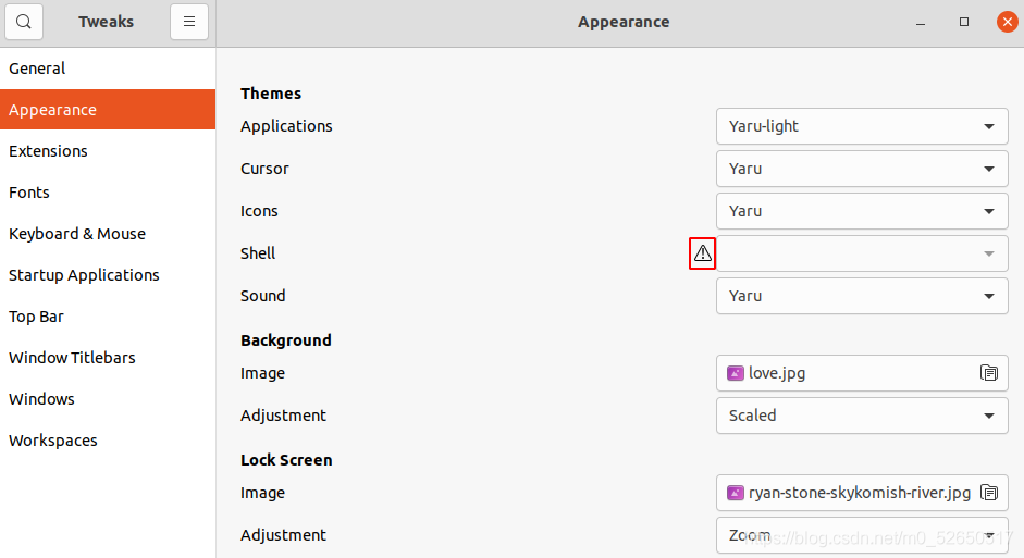 Tweaks
Appearance
General
Appearance
Extensions
Fonts
Keyboard & Mouse
Startup Applications
Top Bar
Window Titlebars
Windows
Workspaces
Themes
Applications Yaru-light
Cursor Yaru
Icons Yaru
Shell
Sound Yaru
Background
Image love.jpg
Adjustment Scaled
Lock Screen
Image ryan-stone-skykomish-river.jpg
Adjustment Zoom
https://blog.csdn.net/m0_52650517